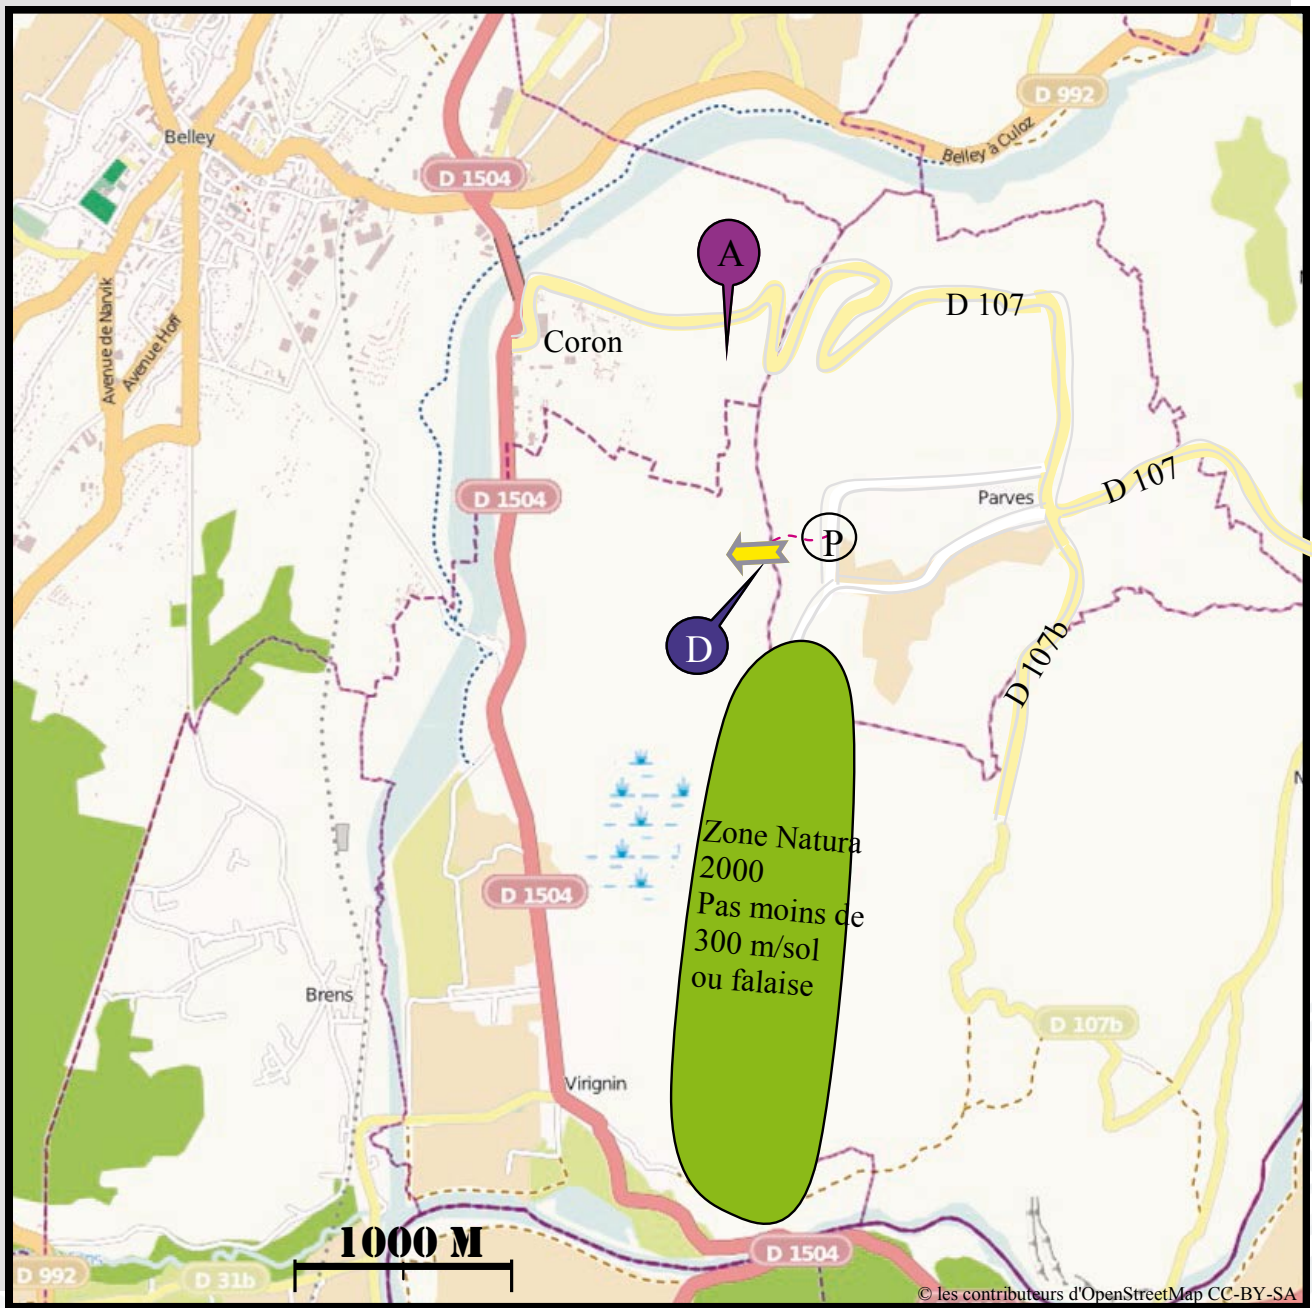 D 992
Belley
Belley à Culoz
D 1504
A
D 107
Coron
Avenue de Narvik
Avenue Hoff
D 1504
Parves
D 107
P
D
D 107b
Zone Natura
2000
Pas moins de
300 m/sol
ou falaise
D 1504
Brens
D 107b
Virignin
1000 M
D 1504
D 992
D 31b
© les contributeurs d'OpenStreetMap CC-BY-SA